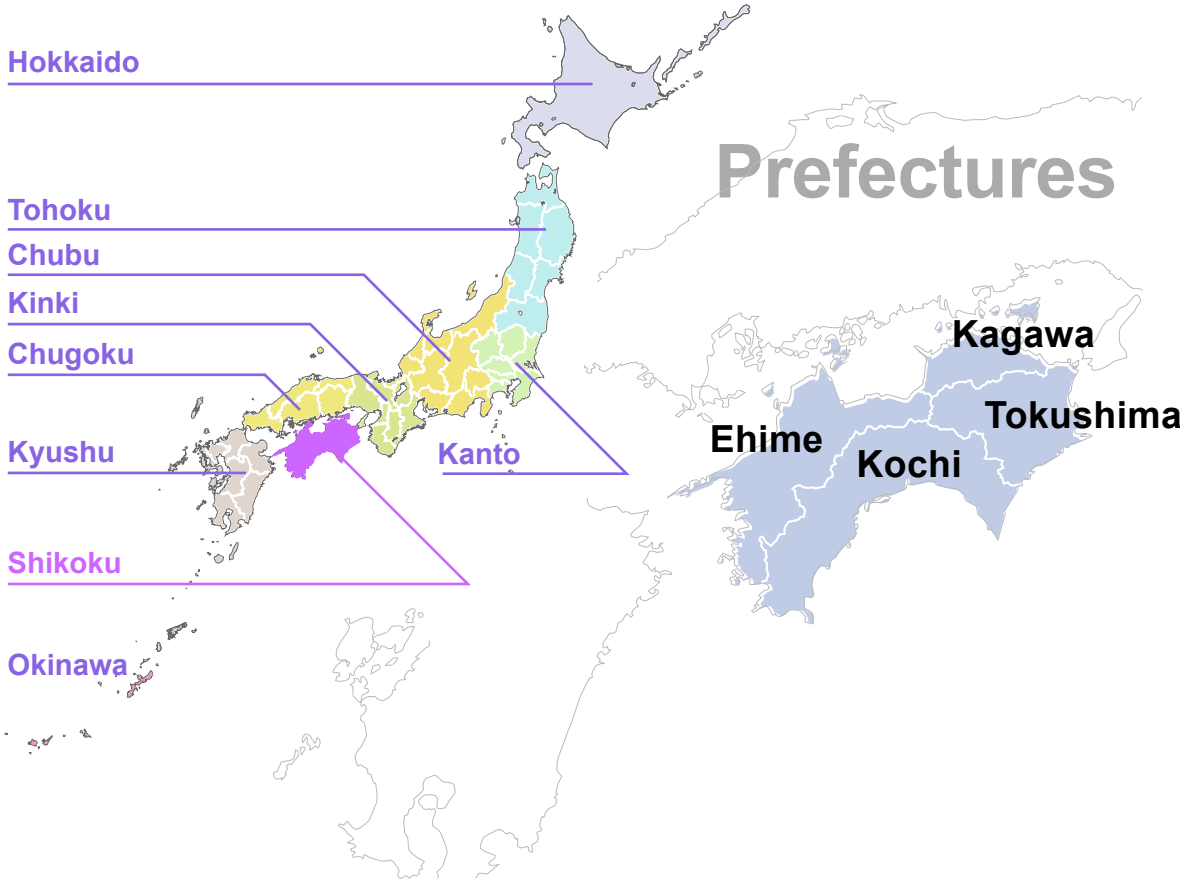 Hokkaido
Prefectures
Tohoku
Chubu
Kinki
Chugoku
Kagawa
Tokushima
Ehime
Kochi
Kyushu
Kanto
Shikoku
Okinawa